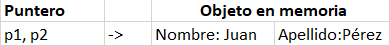 Puntero Objeto en memoria
p1, p2 -> Nombre: Juan Apellido:Pérez